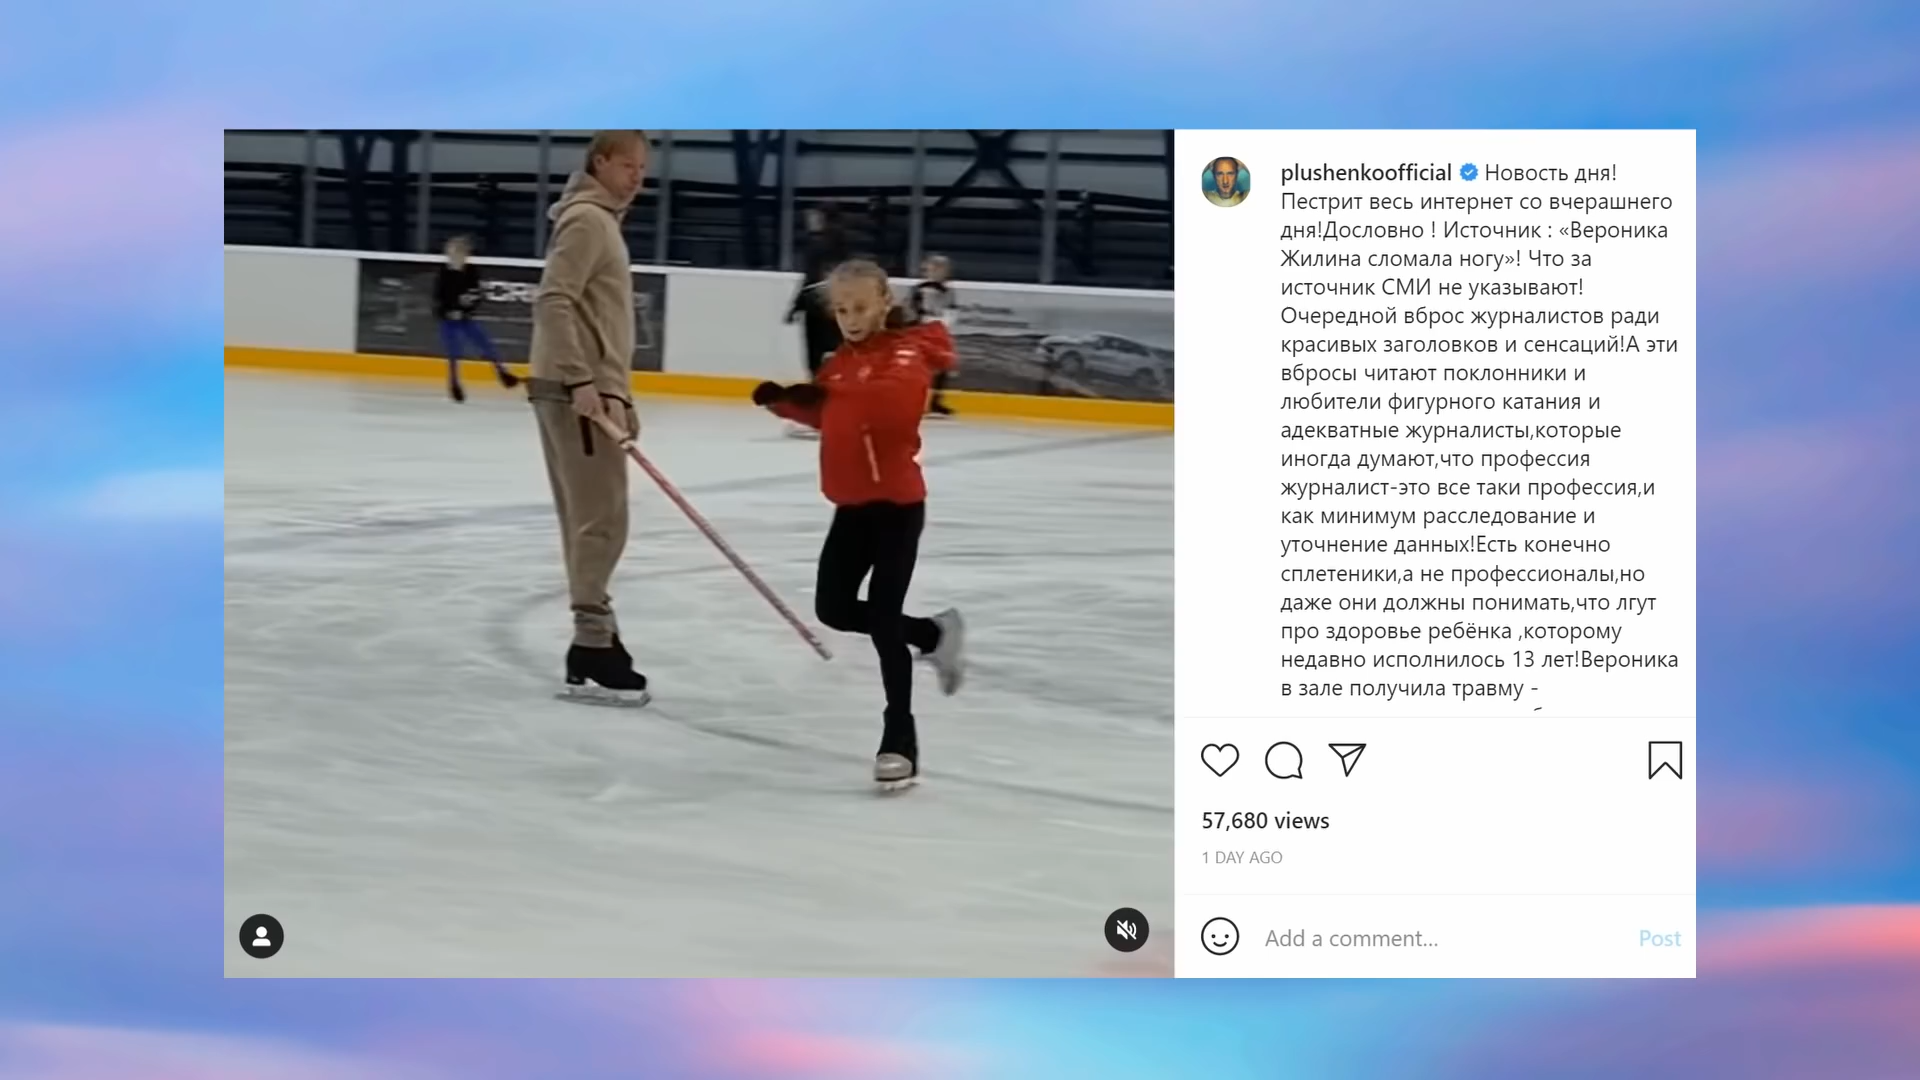 plushenkoofficial Новость дня!
Пестрит весь интернет со вчерашнего
дня!Дословно ! Источник : «Вероника
Жилина сломала ногу»! Что за
источник СМИ не указывают!
Очередной вброс журналистов ради
красивых заголовков и сенсаций!А эти
вбросы читают поклонники и
любители фигурного катания и
адекватные журналисты,которые
иногда думают,что профессия
журналист-это все таки профессия,и
как минимум расследование и
уточнение данных!Есть конечно
сплетеники,а не профессионалы,но
даже они должны понимать,что лгут
про здоровье ребёнка ,которому
недавно исполнилось 13 лет!Вероника
в зале получила травму -
57,680 views
1 DAY AGO
Add a comment... Post